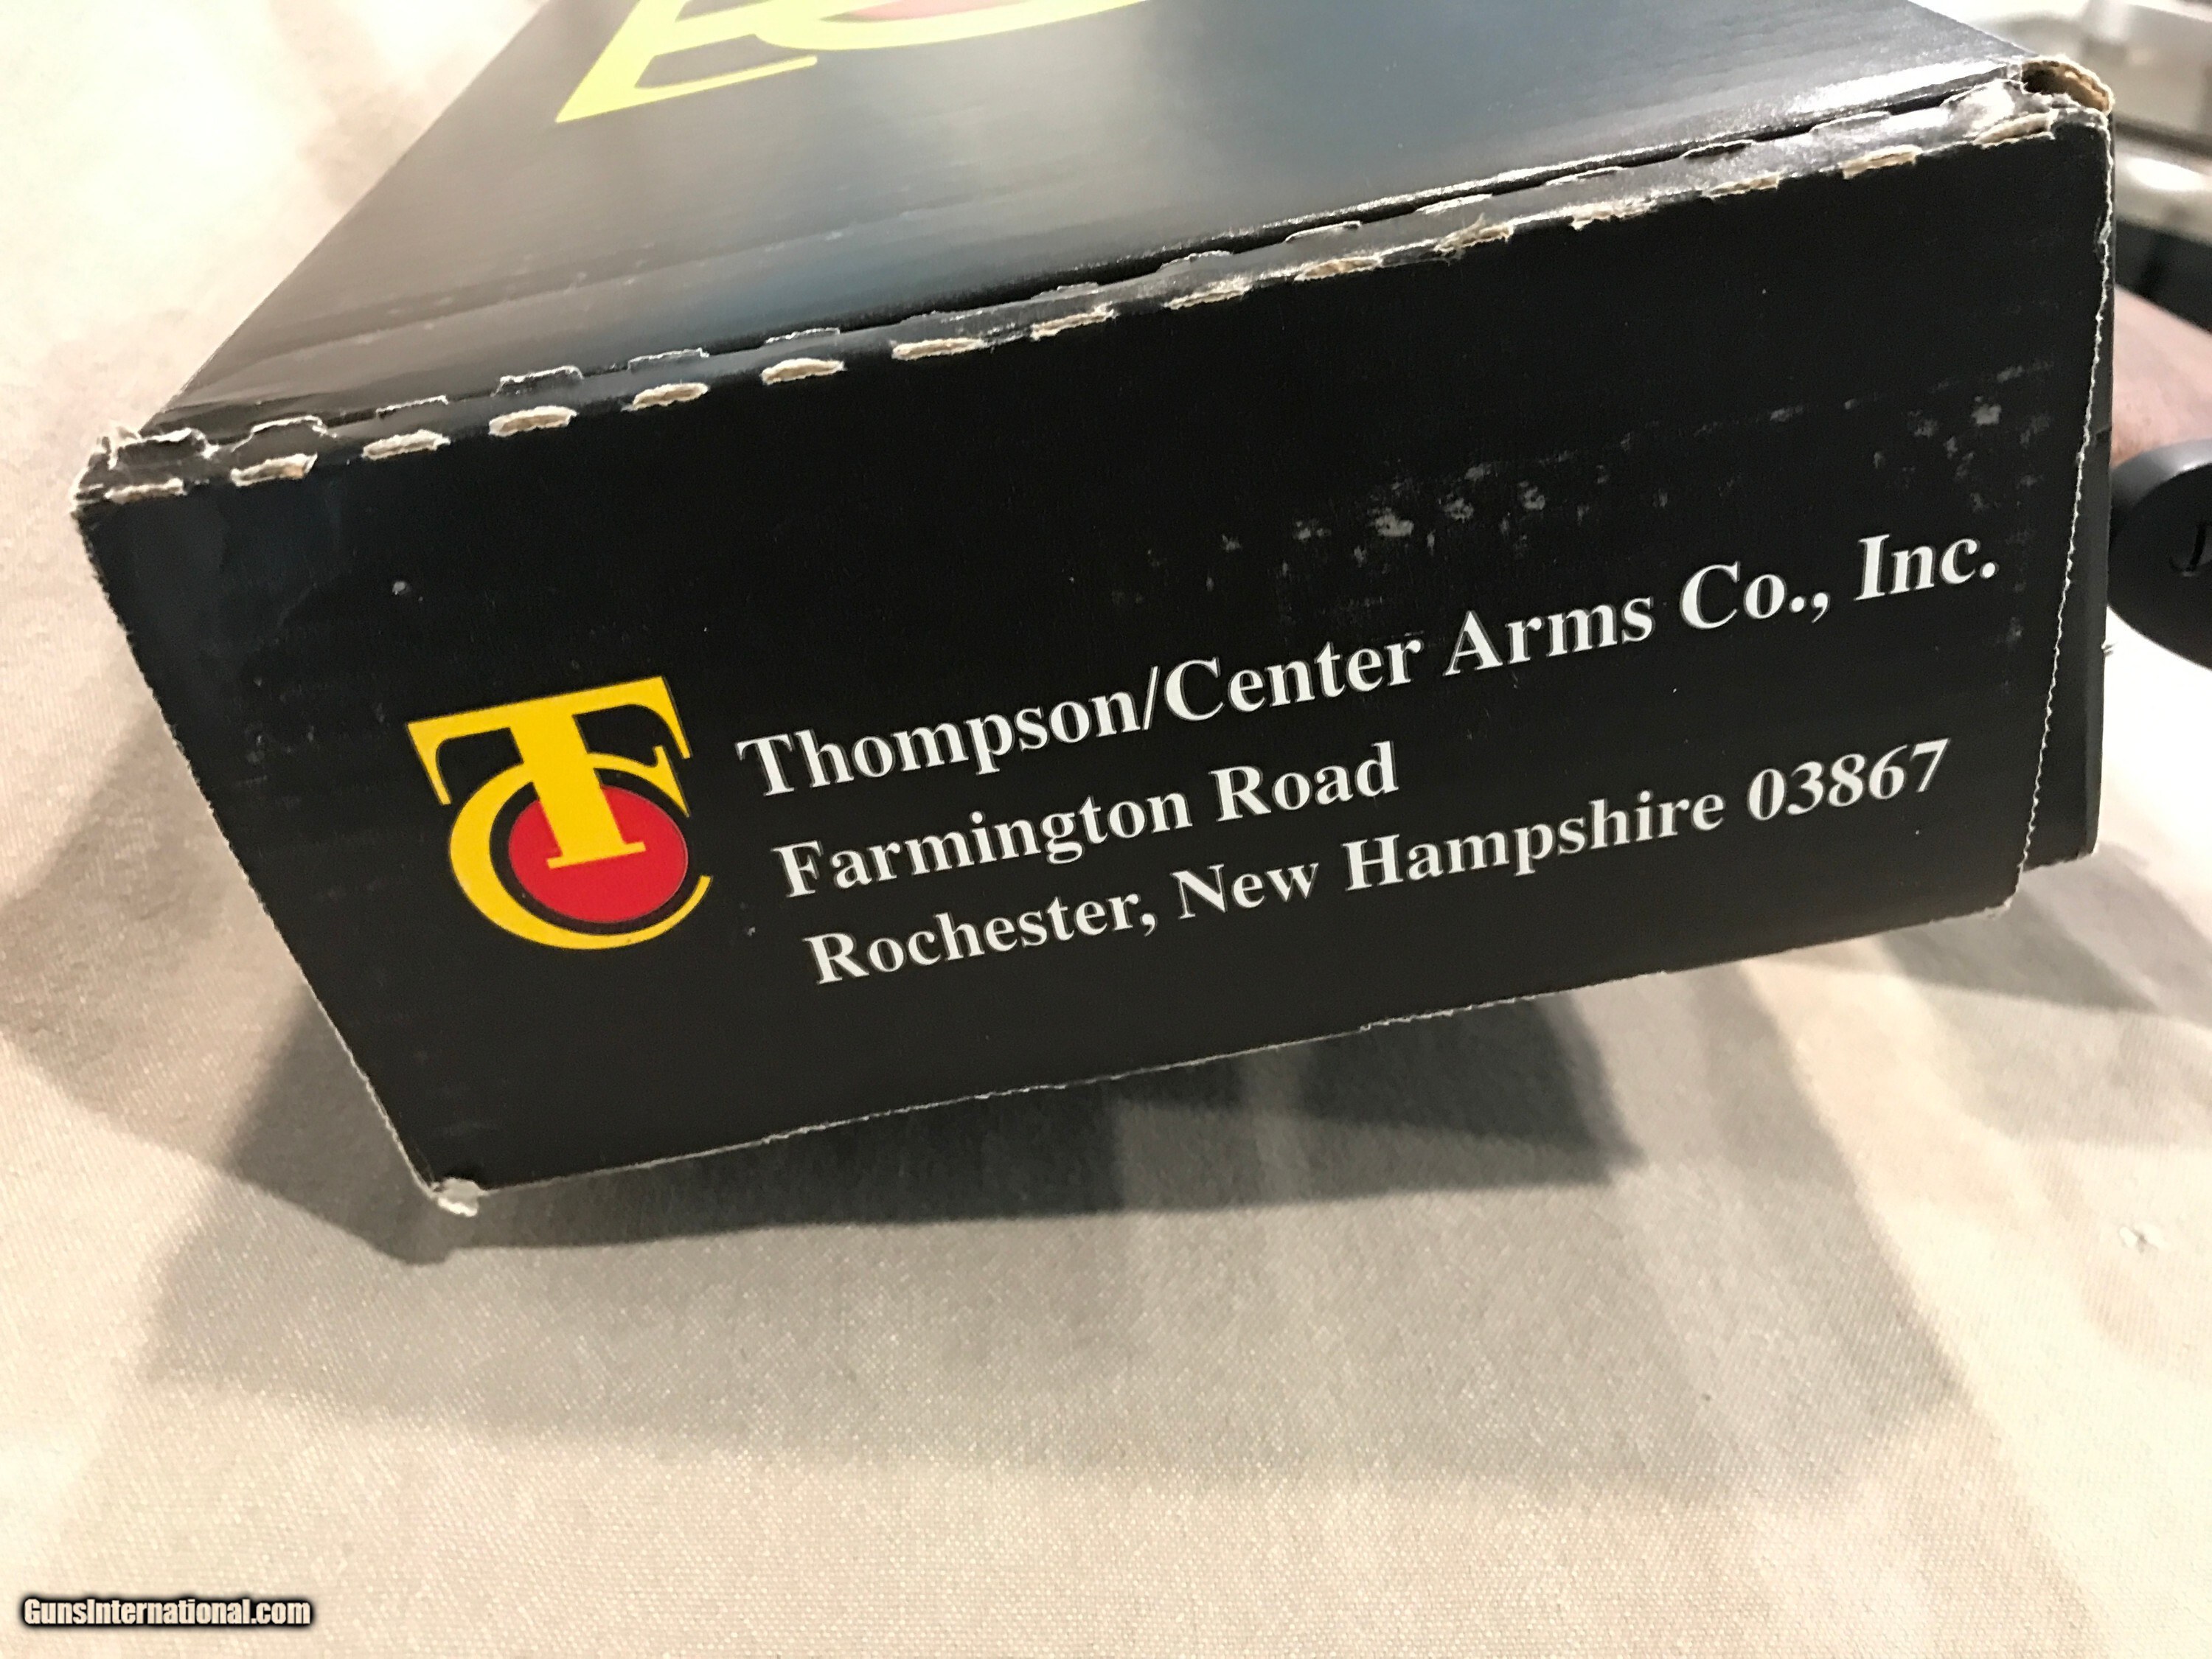 TC
Thompson/Center Arms Co., Inc.
Farmington Road
Rochester, New Hampshire 03867
GunsInternational.com